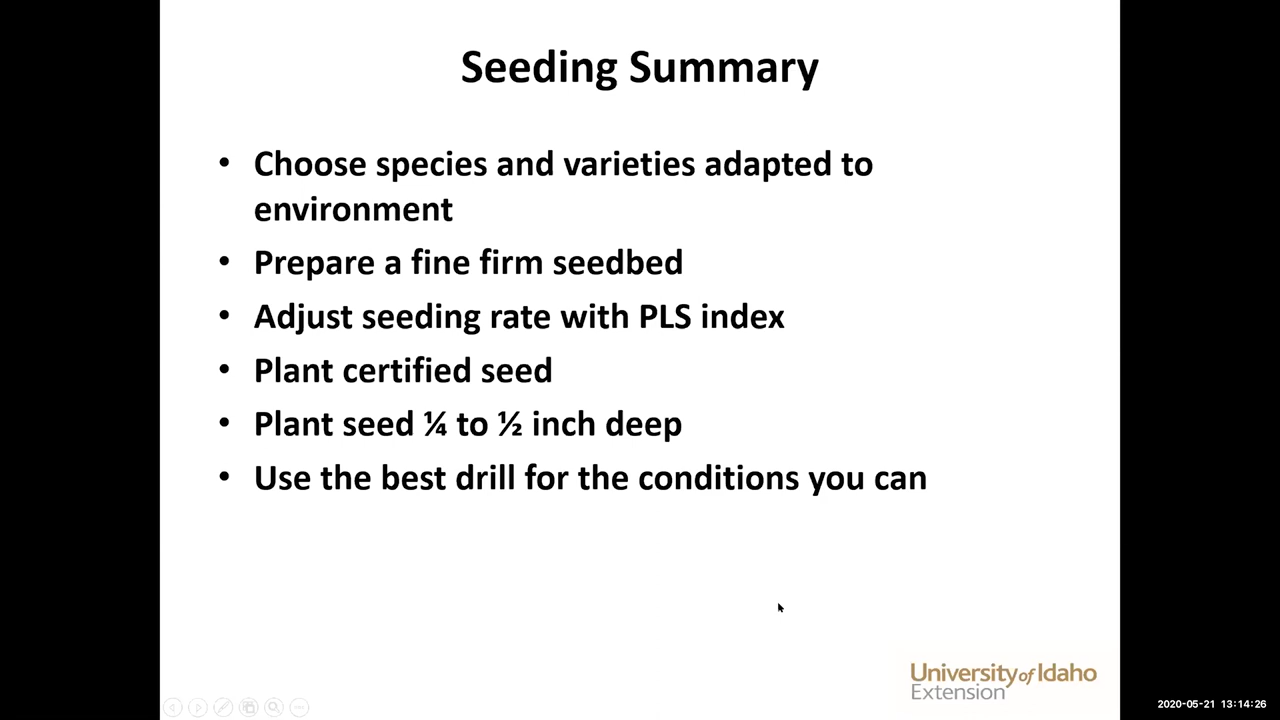 Seeding Summary
• Choose species and varieties adapted to
environment
• Prepare a fine firm seedbed
• Adjust seeding rate with PLS index
• Plant certified seed
• Plant seed ¼ to ½ inch deep
• Use the best drill for the conditions you can
University of Idaho
Extension
2020-05-21 13:14:26